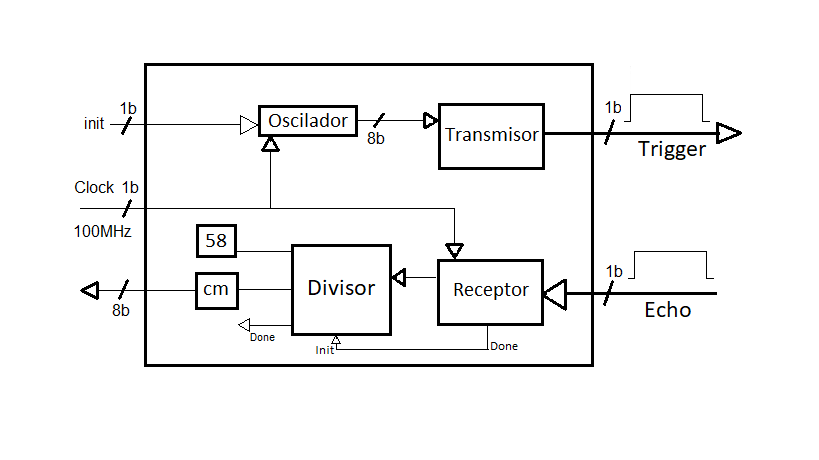 1b
init
Oscilador
8b
Transmisor
1b
Trigger
Clock 1b
100MHz
58
cm
8b
Divisor
Done
Init
Receptor
Done
1b
Echo